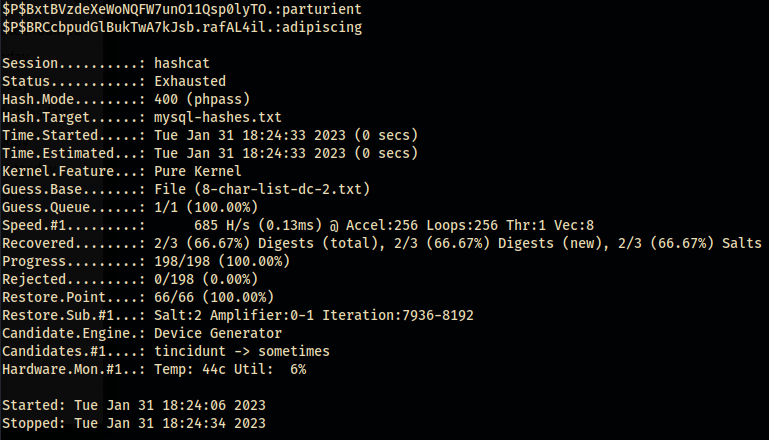 $P$BxtBVzdeXeWoNQFW7unO11Qsp0lyTO.:parturient
$P$BRCcbpudGlBukTwA7kJsb.rafAL4il.:adipiscing
Session..........: hashcat
Status...........: Exhausted
Hash.Mode........: 400 (phpass)
Hash.Target......: mysql-hashes.txt
Time.Started.....: Tue Jan 31 18:24:33 2023 (0 secs)
Time.Estimated...: Tue Jan 31 18:24:33 2023 (0 secs)
Kernel.Feature...: Pure Kernel
Guess.Base.......: File (8-char-list-dc-2.txt)
Guess.Queue......: 1/1 (100.00%)
Speed.#1.........:      685 H/s (0.13ms) @ Accel:256 Loops:256 Thr:1 Vec:8
Recovered........: 2/3 (66.67%) Digests (total), 2/3 (66.67%) Digests (new), 2/3 (66.67%) Salts
Progress.........: 198/198 (100.00%)
Rejected.........: 0/198 (0.00%)
Restore.Point....: 66/66 (100.00%)
Restore.Sub.#1...: Salt:2 Amplifier:0-1 Iteration:7936-8192
Candidate.Engine.: Device Generator
Candidates.#1....: tincidunt -> sometimes
Hardware.Mon.#1..: Temp: 44c Util:  6%
Started: Tue Jan 31 18:24:06 2023
Stopped: Tue Jan 31 18:24:34 2023